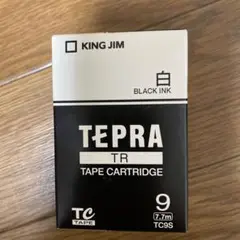 KING JIM
白
BLACK INK
TEPRA
TR
TAPE CARTRIDGE
9
7.7m
TC9S
TC
TAPE